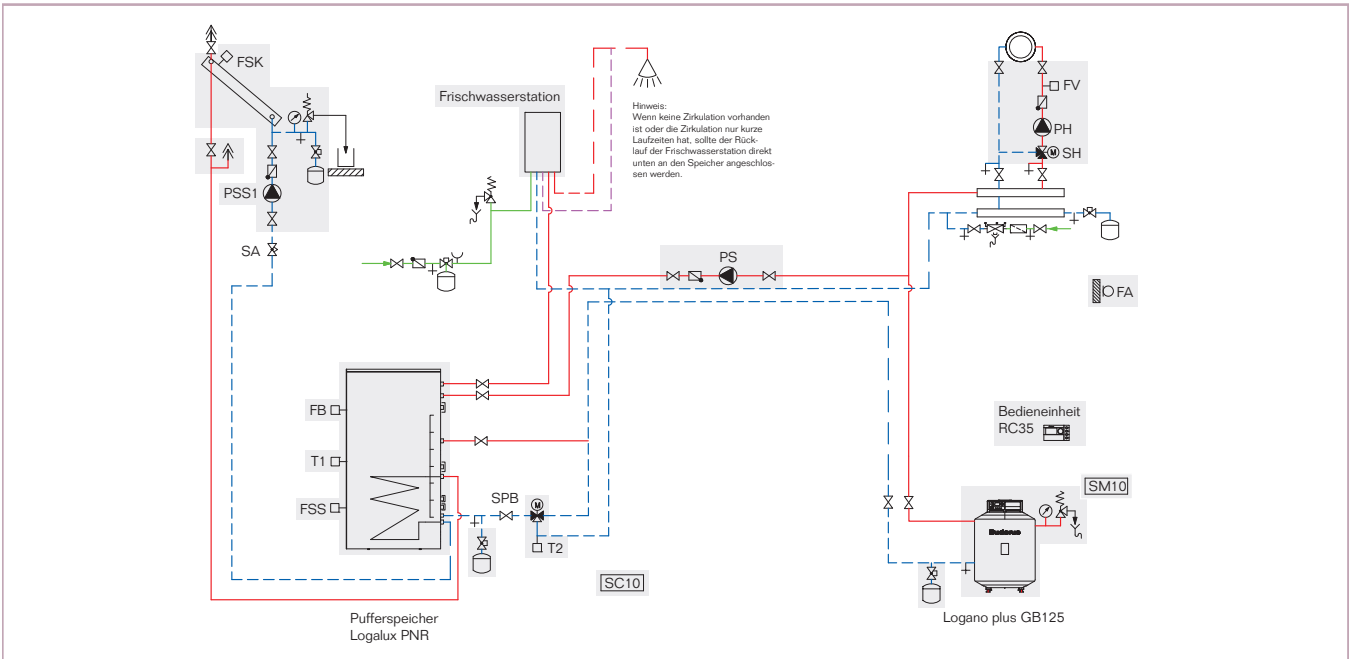 FSK
Frischwasserstation
Hinweis:
Wenn keine Zirkulation vorhanden
ist oder die Zirkulation nur kurze
Laufzeiten hat, sollte der Rück-
lauf der Frischwasserstation direkt
unten an den Speicher angeschlos-
sen werden.
FV
PH
M
SH
PSS1
SA
PS
FA
FB
T1
FSS
SPB
M
T2
SC10
Bedieneinheit
RC35
SM10
Buderus
Pufferspeicher
Logalux PNR
Logano plus GB125